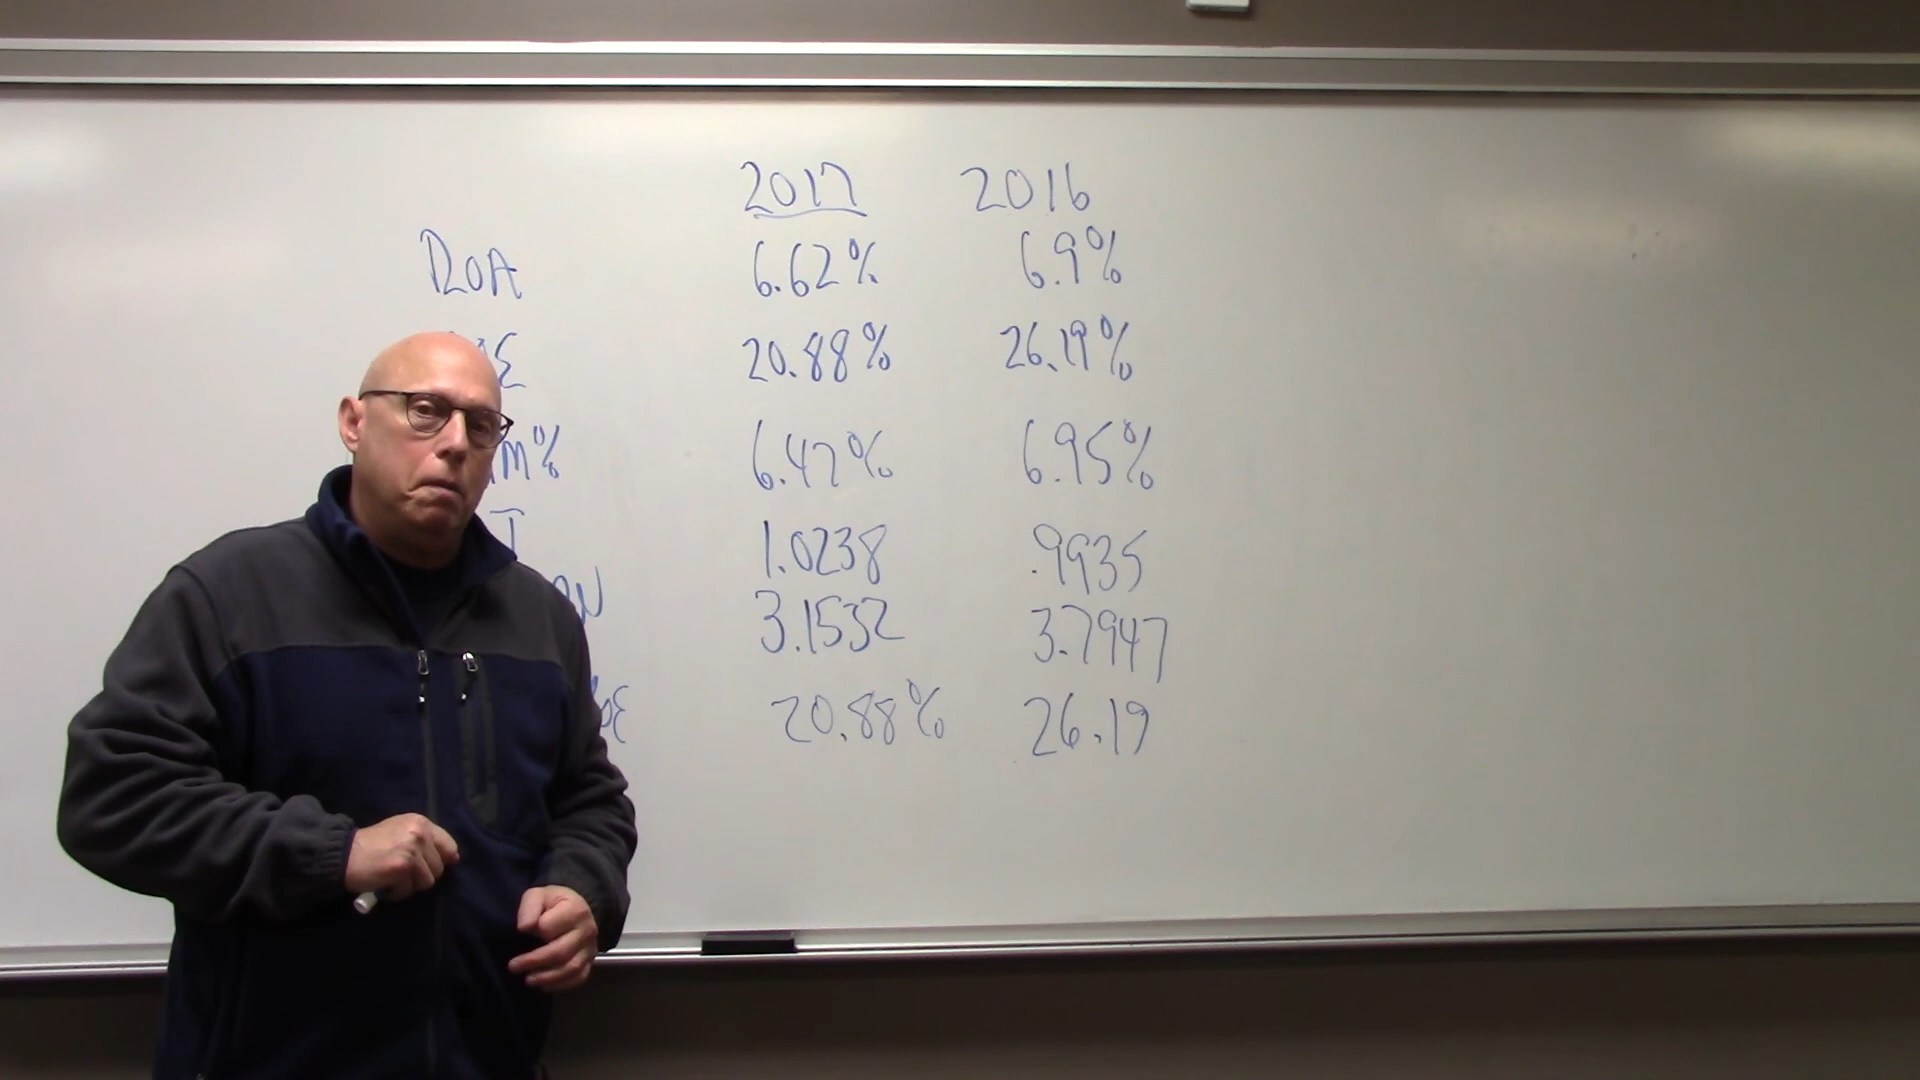 2017 2016
ROA 6.62% 6.9%
20.88% 26.19%
M% 6.47% 6.95%
T 1.0238 .9935
3.1532 3.7947
20.88% 26.19